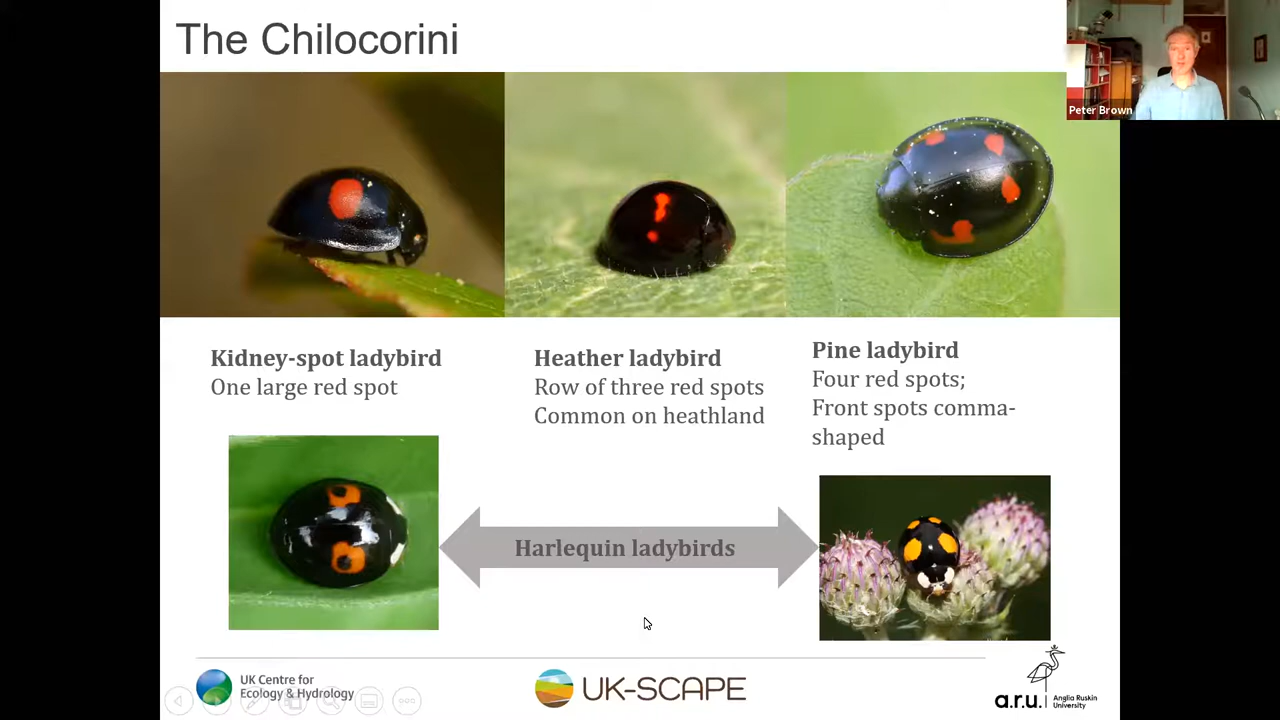 The Chilocorini
Peter Brown
Kidney-spot ladybird
One large red spot
Heather ladybird
Row of three red spots
Common on heathland
Pine ladybird
Four red spots;
Front spots comma-
shaped
Harlequin ladybirds
UK Centre for
Ecology & Hydrology
UK-SCAPE
a.r.u.
Anglia Ruskin
University